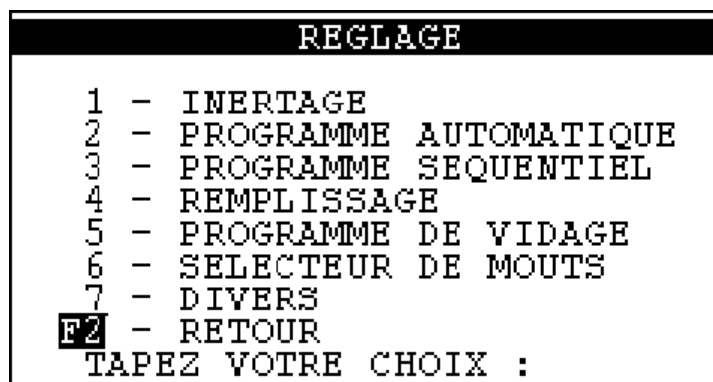 REGLAGE
1 - INERTAGE
2 - PROGRAMME AUTOMATIQUE
3 - PROGRAMME SEQUENTIEL
4 - REMPLISSAGE
5 - PROGRAMME DE VIDAGE
6 - SELECTEUR DE MOUTS
7 - DIVERS
F2 - RETOUR
TAPEZ VOTRE CHOIX :